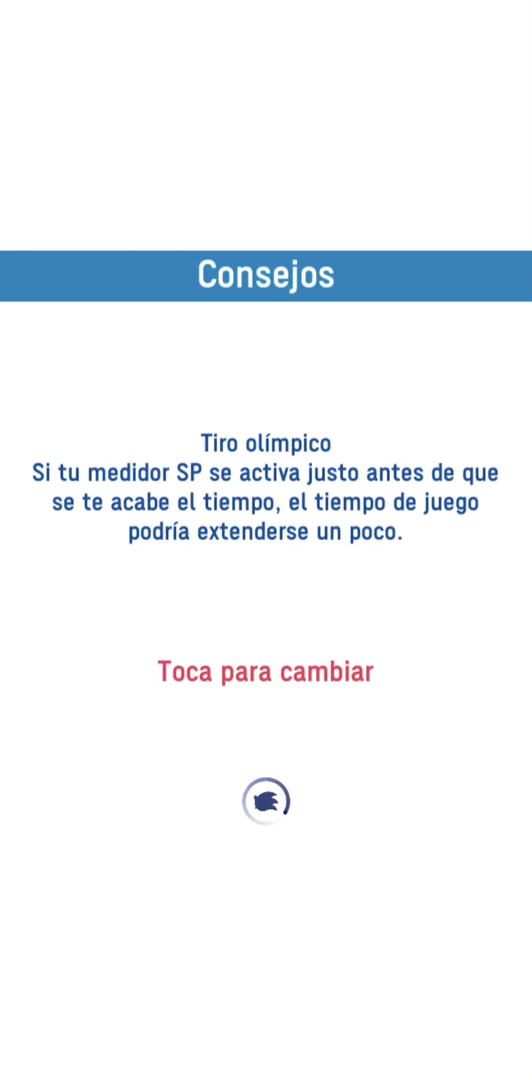 Consejos
Tiro olímpico
Si tu medidor SP se activa justo antes de que
se te acabe el tiempo, el tiempo de juego
podría extenderse un poco.
Toca para cambiar